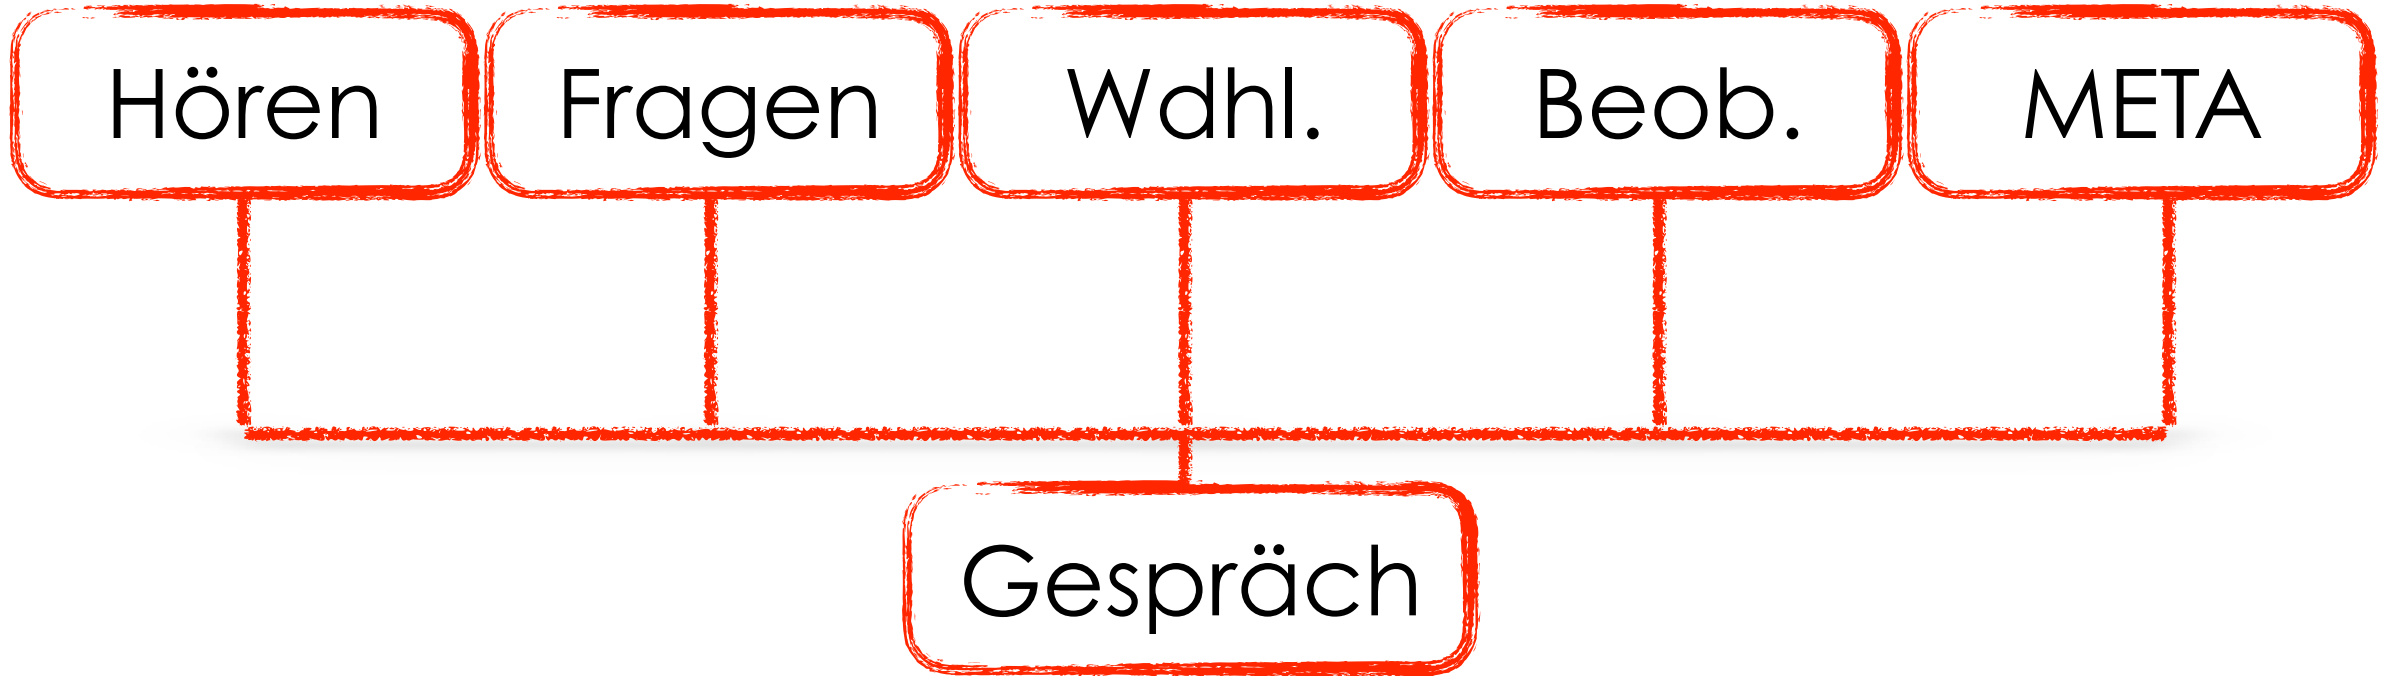 Hören
Fragen
Wdhl.
Beob.
META
Gespräch